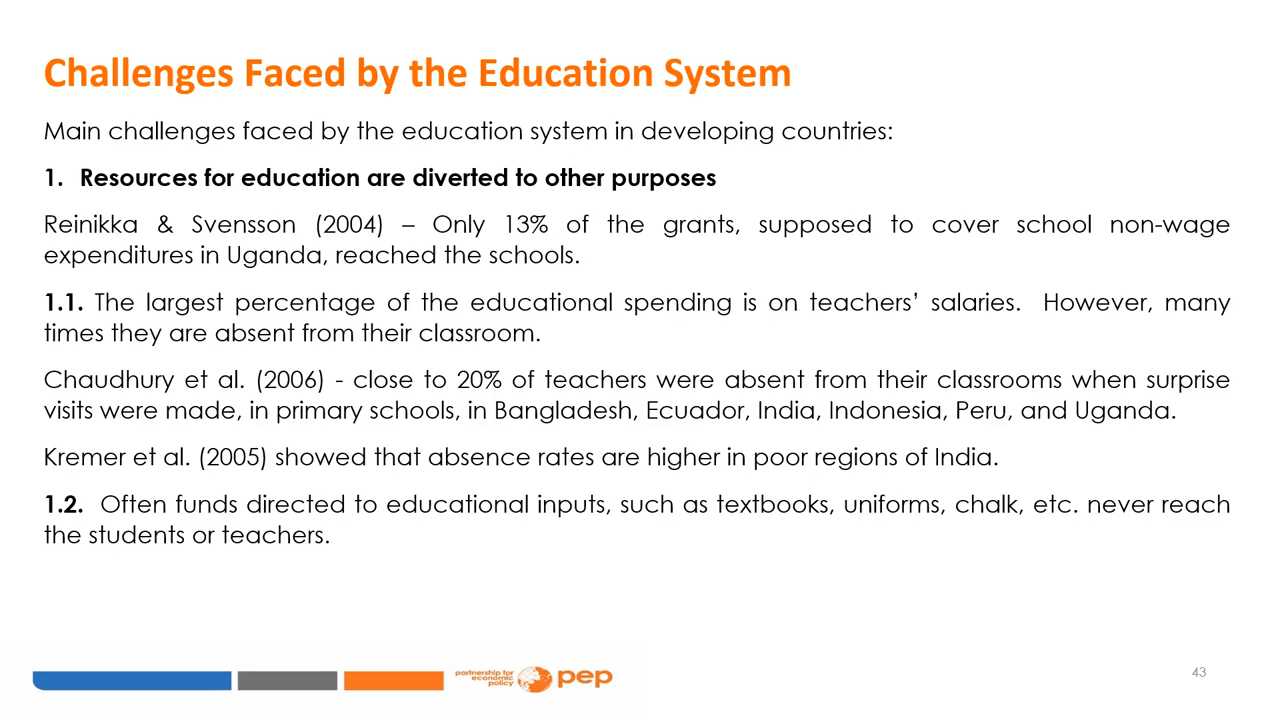 Challenges Faced by the Education System
Main challenges faced by the education system in developing countries:
1. Resources for education are diverted to other purposes
Reinikka & Svensson (2004) – Only 13% of the grants, supposed to cover school non-wage
expenditures in Uganda, reached the schools.
1.1. The largest percentage of the educational spending is on teachers’ salaries. However, many
times they are absent from their classroom.
Chaudhury et al. (2006) - close to 20% of teachers were absent from their classrooms when surprise
visits were made, in primary schools, in Bangladesh, Ecuador, India, Indonesia, Peru, and Uganda.
Kremer et al. (2005) showed that absence rates are higher in poor regions of India.
1.2. Often funds directed to educational inputs, such as textbooks, uniforms, chalk, etc. never reach
the students or teachers.
partnership for
economic
policy
pep
43